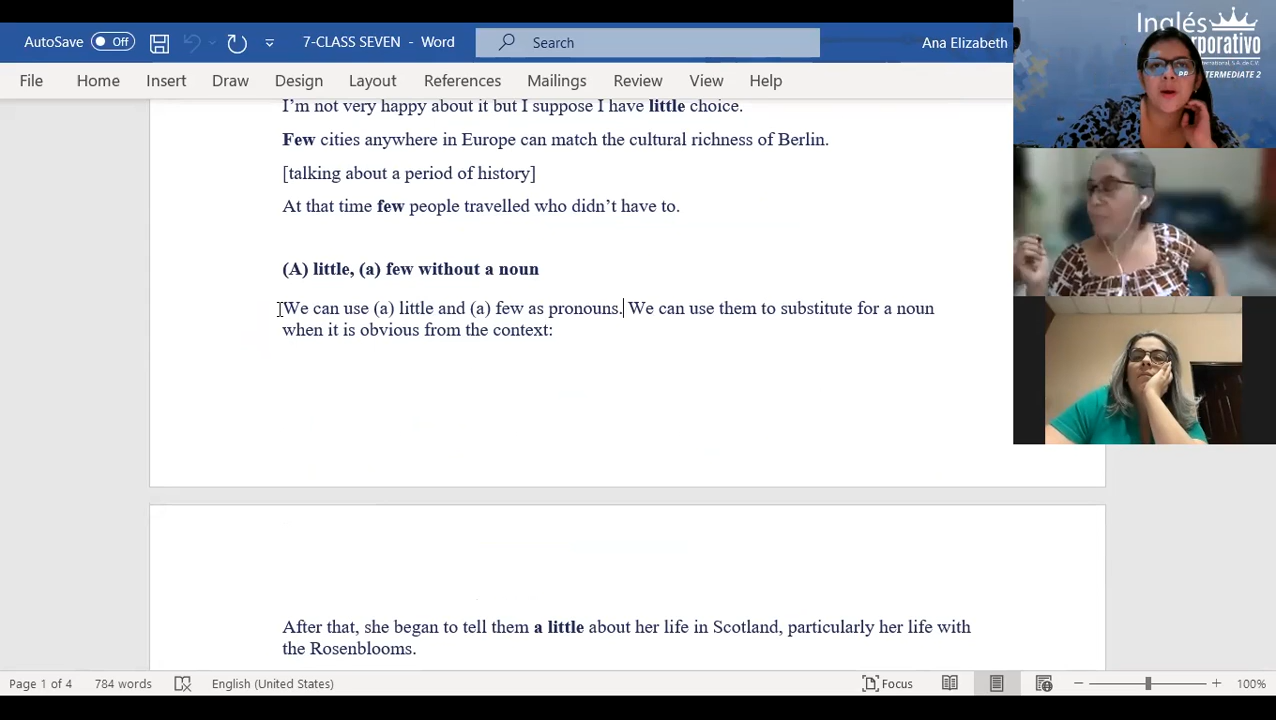 AutoSave Off 7-CLASS SEVEN - Word Search Ana Elizabeth
File Home Insert Draw Design Layout References Mailings Review View Help
I'm not very happy about it but I suppose I have little choice.
Few cities anywhere in Europe can match the cultural richness of Berlin.
[talking about a period of history]
At that time few people travelled who didn't have to.
(A) little, (a) few without a noun
We can use (a) little and (a) few as pronouns. We can use them to substitute for a noun
when it is obvious from the context:
After that, she began to tell them a little about her life in Scotland, particularly her life with
the Rosenblooms.
Page 1 of 4 784 words English (United States) Focus 100%
Inglés
rporativo
ternational, S.A. de C.V.
TERMEDIATE 2